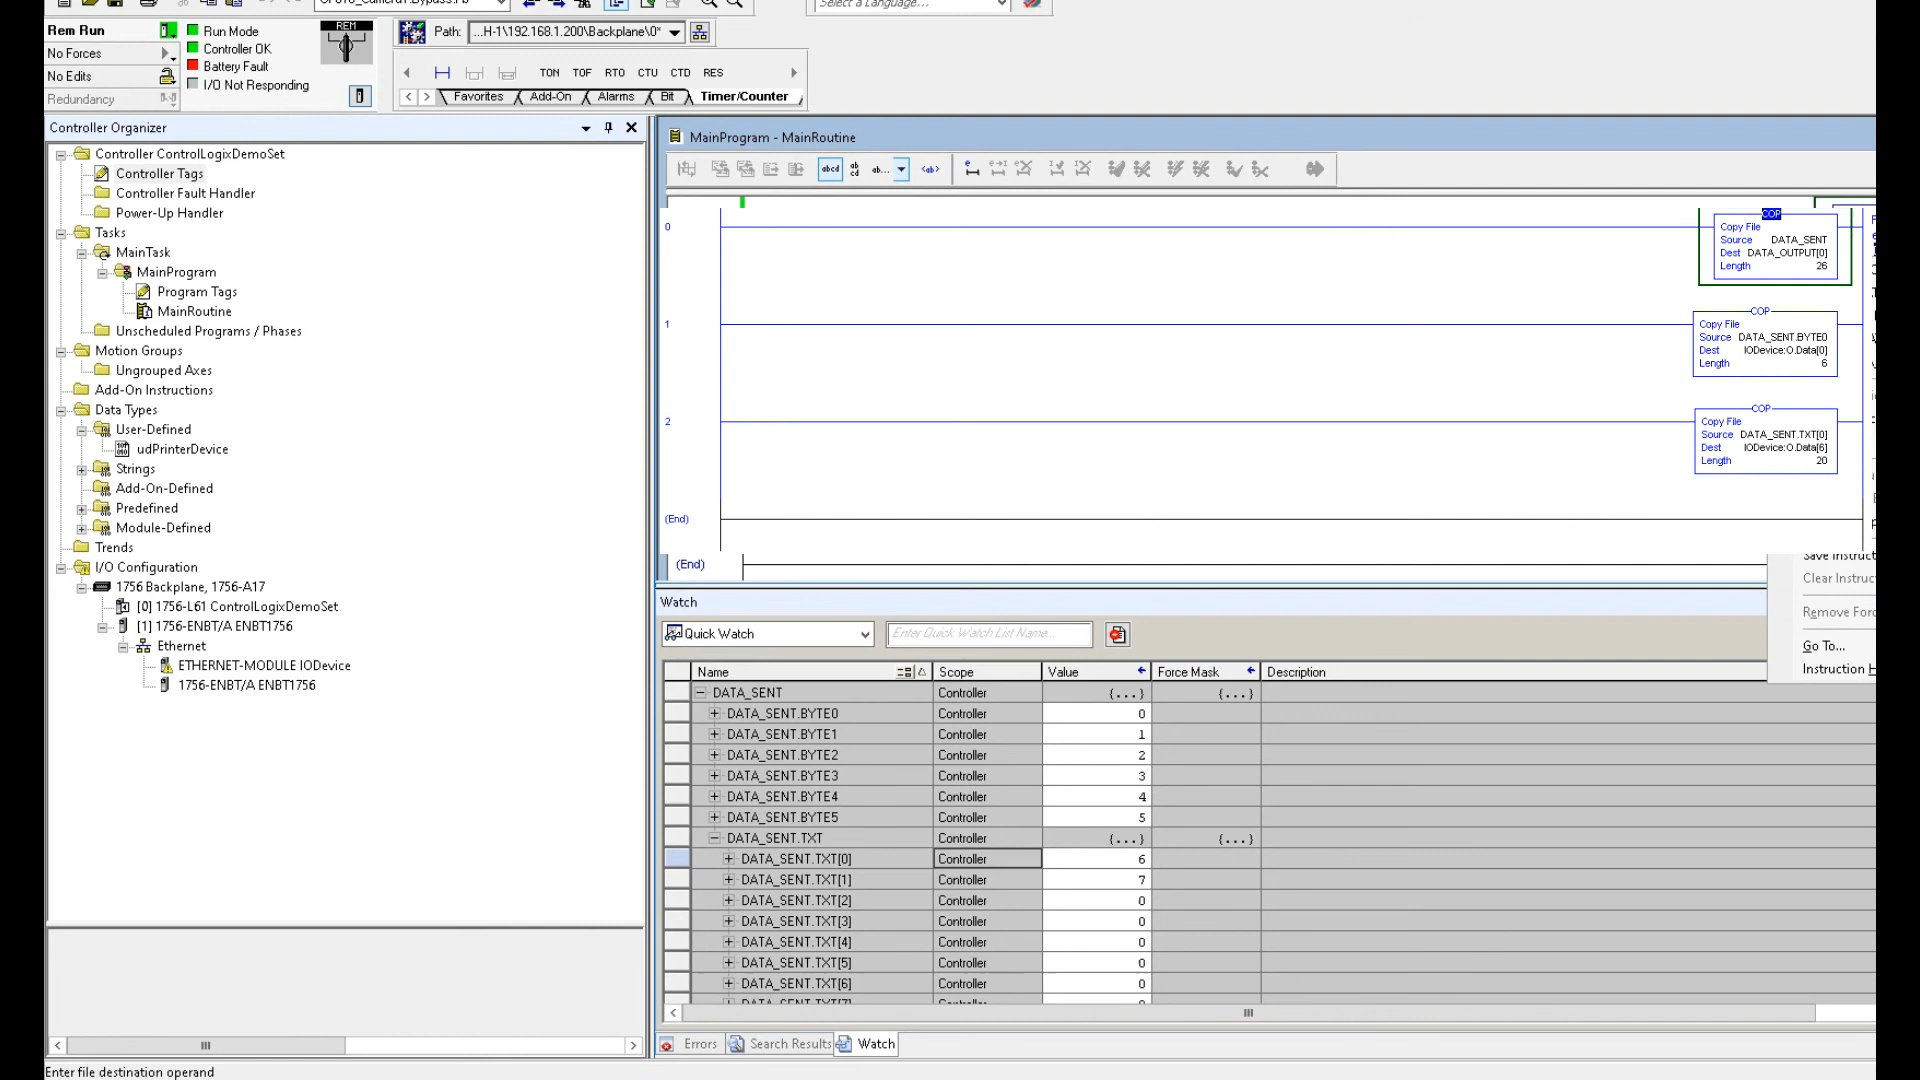 Select a Language...
Rem Run
Run Mode
No Forces
Controller OK
No Edits
Battery Fault
Redundancy
I/O Not Responding
REM
Path: ...H-1\192.168.1.200\Backplane\0*
TON TOF RTO CTU CTD RES
Favorites Add-On Alarms Bit Timer/Counter
Controller Organizer
Controller ControlLogixDemoSet
Controller Tags
Controller Fault Handler
Power-Up Handler
Tasks
MainTask
MainProgram
Program Tags
MainRoutine
Unscheduled Programs / Phases
Motion Groups
Ungrouped Axes
Add-On Instructions
Data Types
User-Defined
udPrinterDevice
Strings
Add-On-Defined
Predefined
Module-Defined
Trends
I/O Configuration
1756 Backplane, 1756-A17
[0] 1756-L61 ControlLogixDemoSet
[1] 1756-ENBT/A ENBT1756
Ethernet
ETHERNET-MODULE IODevice
1756-ENBT/A ENBT1756
MainProgram - MainRoutine
abcd ab cd ab... <ab>
0
COP
Copy File
Source DATA_SENT
Dest DATA_OUTPUT[0]
Length 26
1
COP
Copy File
Source DATA_SENT.BYTE0
Dest IODevice:O.Data[0]
Length 6
2
COP
Copy File
Source DATA_SENT.TXT[0]
Dest IODevice:O.Data[6]
Length 20
(End)
(End)
Save Instruct
Clear Instruc
Remove Forc
Go To...
Instruction H
Watch
Quick Watch
Enter Quick Watch List Name...
Name Scope Value Force Mask Description
DATA_SENT Controller {...} {...}
DATA_SENT.BYTE0 Controller 0
DATA_SENT.BYTE1 Controller 1
DATA_SENT.BYTE2 Controller 2
DATA_SENT.BYTE3 Controller 3
DATA_SENT.BYTE4 Controller 4
DATA_SENT.BYTE5 Controller 5
DATA_SENT.TXT Controller {...} {...}
DATA_SENT.TXT[0] Controller 6
DATA_SENT.TXT[1] Controller 7
DATA_SENT.TXT[2] Controller 0
DATA_SENT.TXT[3] Controller 0
DATA_SENT.TXT[4] Controller 0
DATA_SENT.TXT[5] Controller 0
DATA_SENT.TXT[6] Controller 0
Errors Search Results Watch
Enter file destination operand